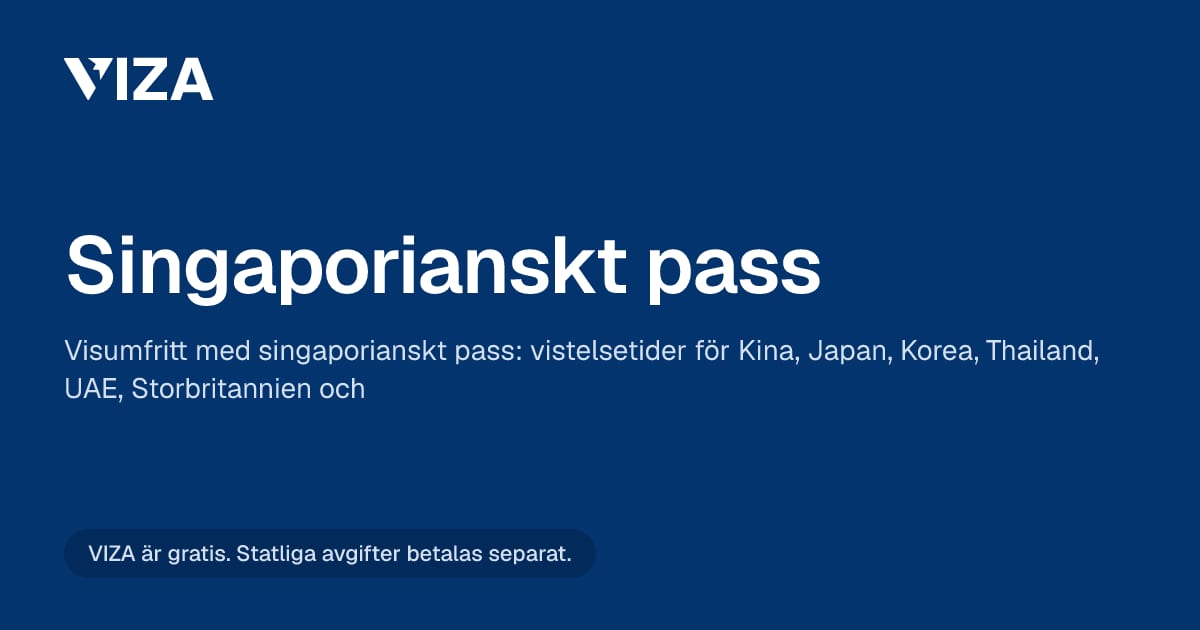 VIZA
Singaporianskt pass
Visumfritt med singaporianskt pass: vistelsetider för Kina, Japan, Korea, Thailand,
UAE, Storbritannien och
VIZA är gratis. Statliga avgifter betalas separat.